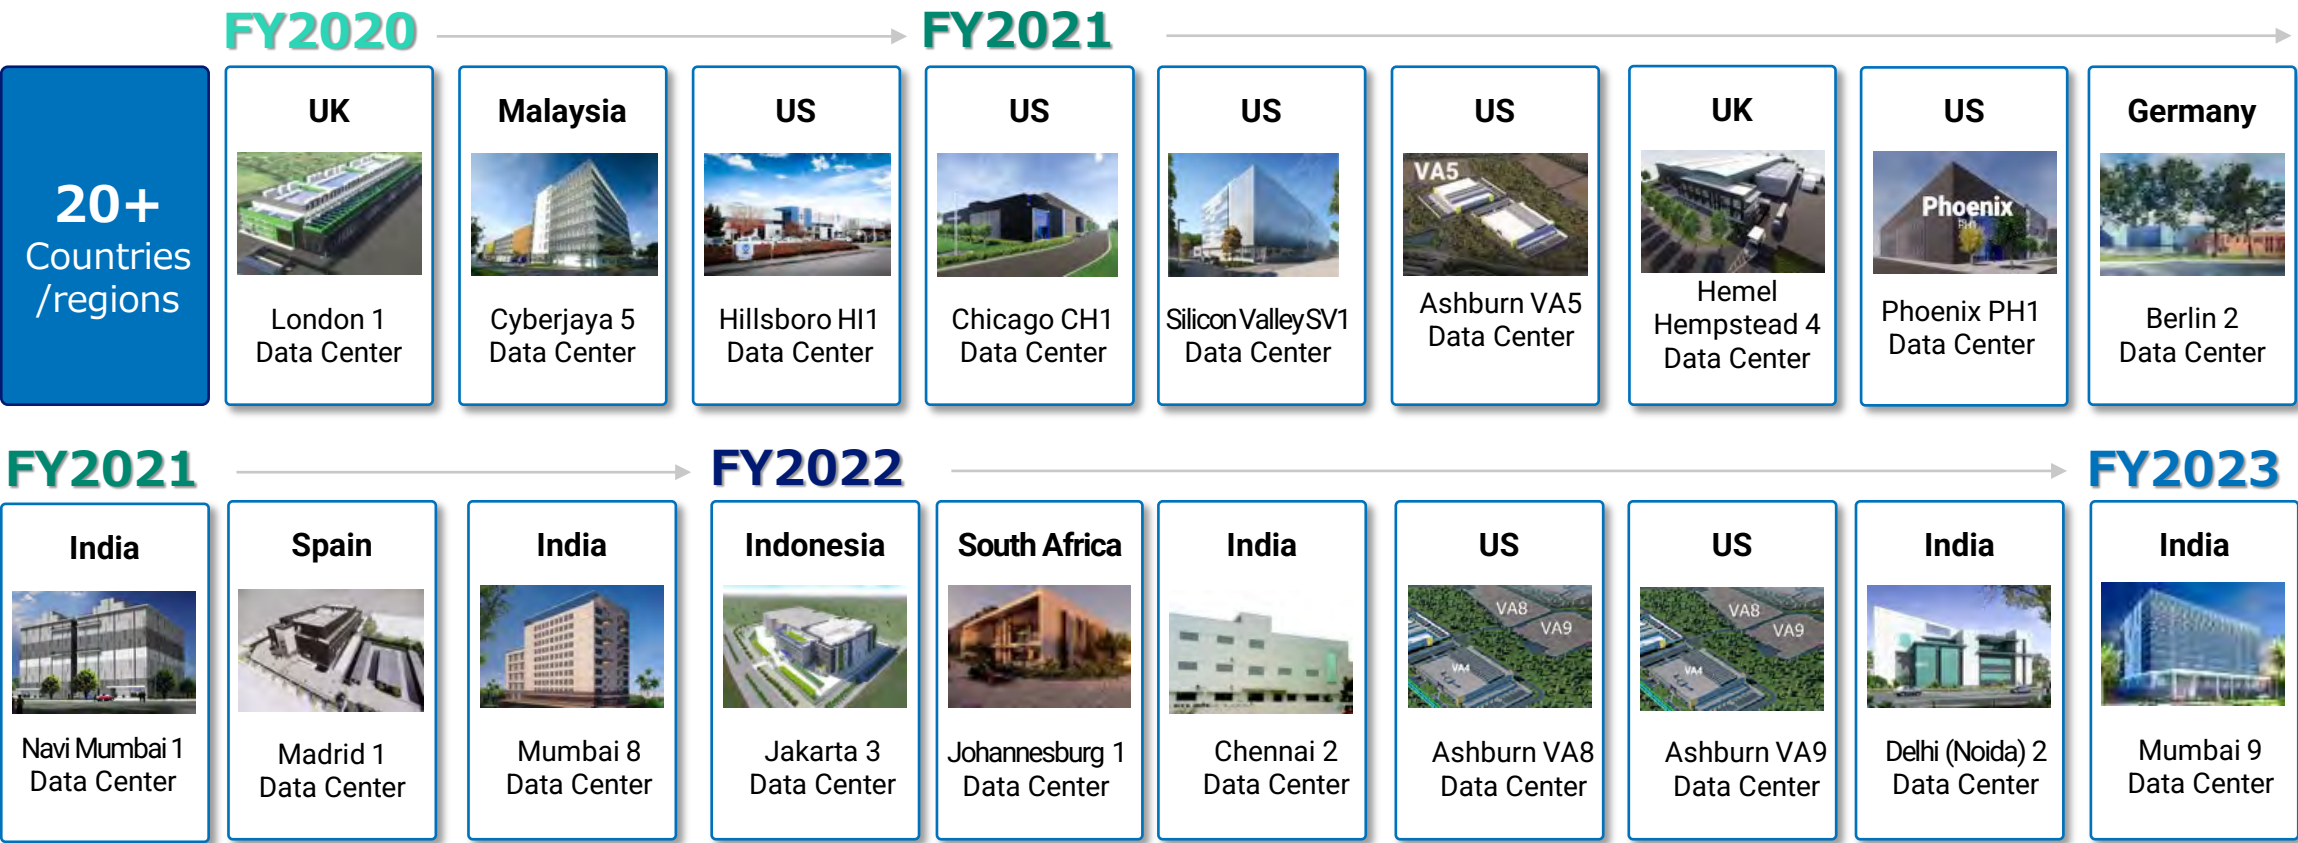 FY2020
FY2021
20+
Countries
/regions
UK
London 1
Data Center
Malaysia
Cyberjaya 5
Data Center
US
Hillsboro HI1
Data Center
US
Chicago CH1
Data Center
US
Silicon Valley SV1
Data Center
US
VA5
Ashburn VA5
Data Center
UK
Hemel
Hempstead 4
Data Center
US
Phoenix
PH1
Phoenix PH1
Data Center
Germany
Berlin 2
Data Center
FY2021
FY2022
FY2023
India
Navi Mumbai 1
Data Center
Spain
Madrid 1
Data Center
India
Mumbai 8
Data Center
Indonesia
Jakarta 3
Data Center
South Africa
Johannesburg 1
Data Center
India
Chennai 2
Data Center
US
VA8
VA9
VA4
Ashburn VA8
Data Center
US
VA8
VA9
VA4
Ashburn VA9
Data Center
India
Delhi (Noida) 2
Data Center
India
Mumbai 9
Data Center